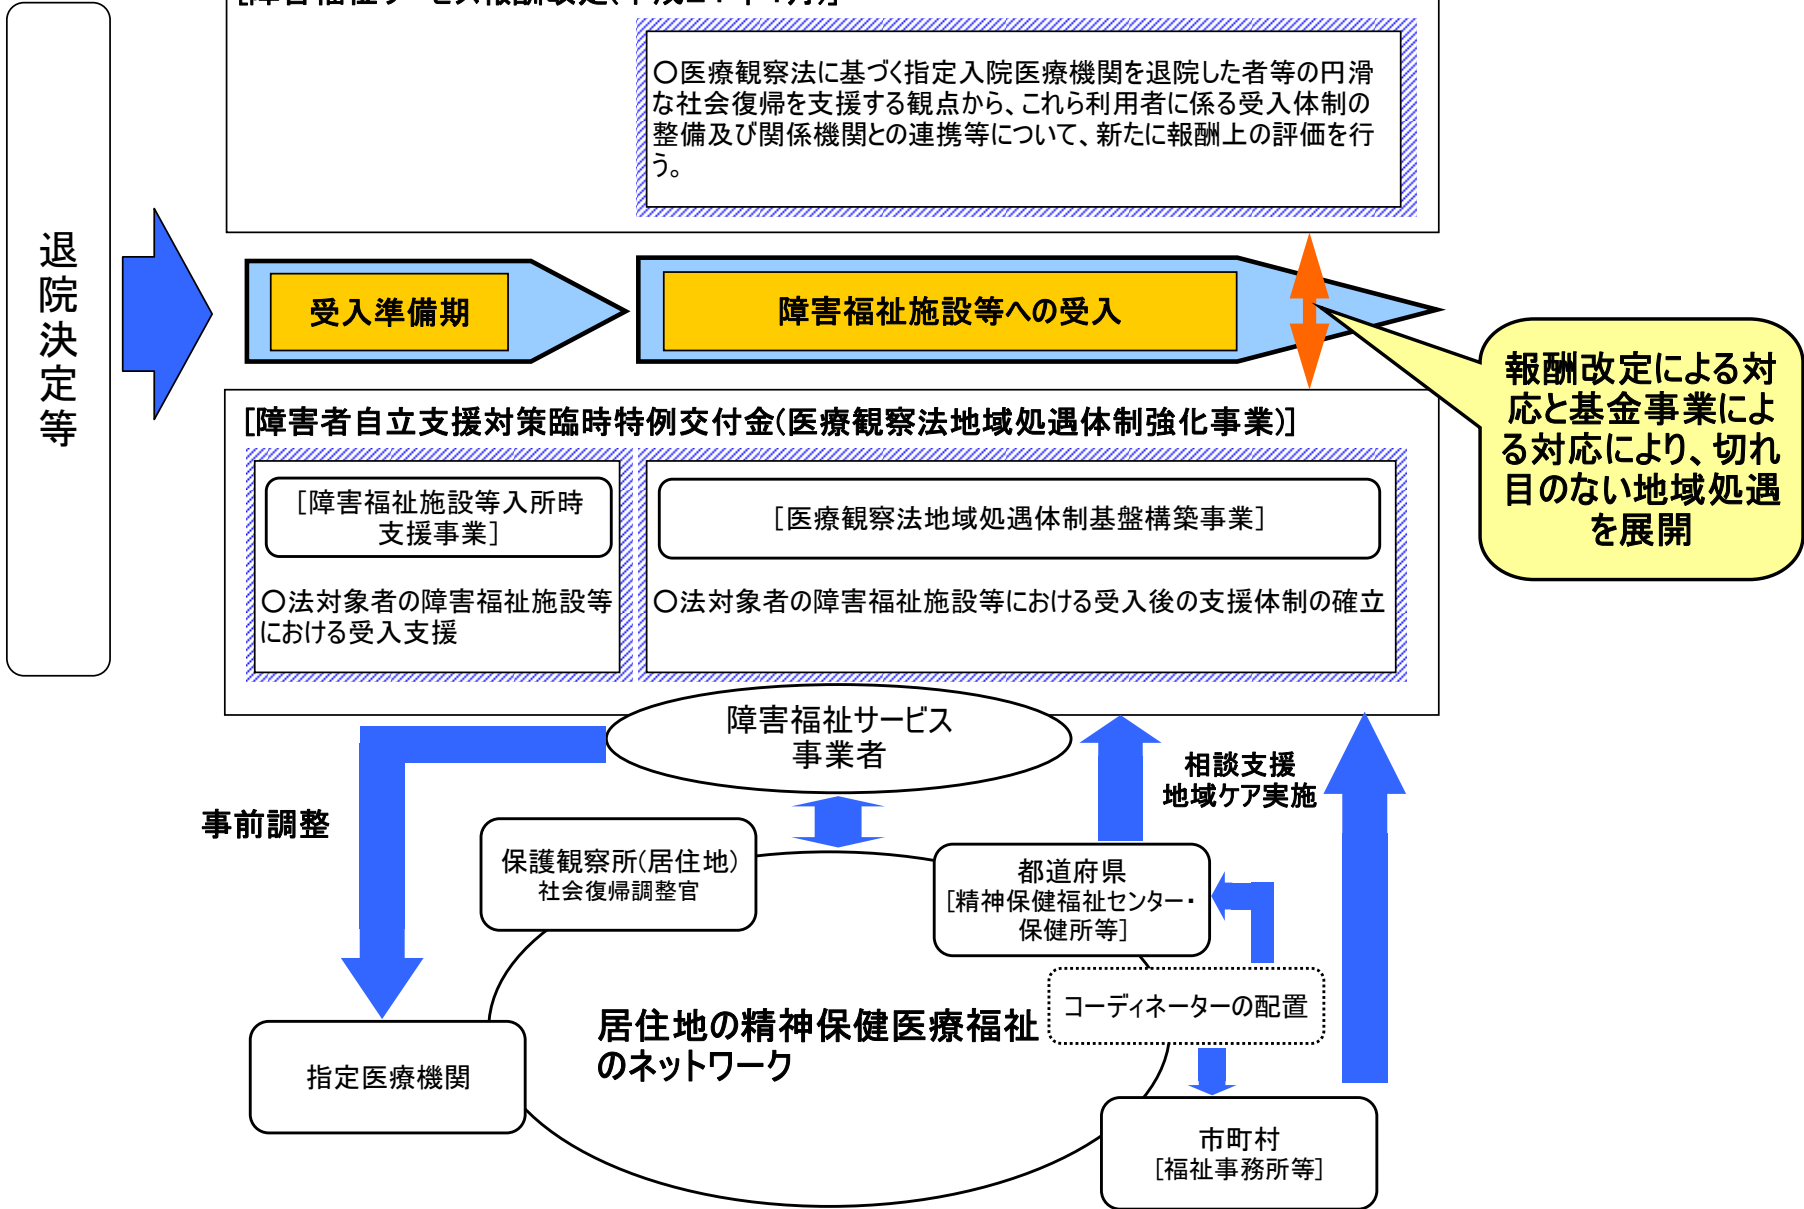 退院決定等
○医療観察法に基づく指定入院医療機関を退院した者等の円滑
な社会復帰を支援する観点から、これら利用者に係る受入体制の
整備及び関係機関との連携等について、新たに報酬上の評価を行
う。
受入準備期
障害福祉施設等への受入
報酬改定による対
応と基金事業によ
る対応により、切れ
目のない地域処遇
を展開
[障害者自立支援対策臨時特例交付金(医療観察法地域処遇体制強化事業)]
[障害福祉施設等入所時
支援事業]
○法対象者の障害福祉施設等
における受入支援
[医療観察法地域処遇体制基盤構築事業]
○法対象者の障害福祉施設等における受入後の支援体制の確立
障害福祉サービス
事業者
相談支援
地域ケア実施
事前調整
保護観察所(居住地)
社会復帰調整官
都道府県
[精神保健福祉センター・
保健所等]
コーディネーターの配置
居住地の精神保健医療福祉
のネットワーク
指定医療機関
市町村
[福祉事務所等]